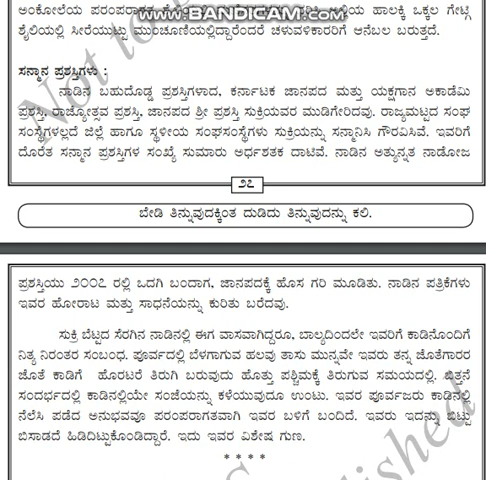 ಅಂಕೋಲೆಯ ಪರಂಪರಾಗತ
ಹಾಲಕ್ಕಿ ಒಕ್ಕಲ ಗೇಟ್ಗಿ
www.BANDICAM.com
ಶೈಲಿಯಲ್ಲಿ ಸೀರೆಯುಟ್ಟು ಮುಂಚೂಣಿಯಲ್ಲಿದ್ದಾರೆಂದರೆ ಚಳುವಳಿಕಾರರಿಗೆ ಆನೆಬಲ ಬರುತ್ತದೆ.
ಸನ್ಮಾನ ಪ್ರಶಸ್ತಿಗಳು :
ನಾಡಿನ ಬಹುದೊಡ್ಡ ಪ್ರಶಸ್ತಿಗಳಾದ, ಕರ್ನಾಟಕ ಜಾನಪದ ಮತ್ತು ಯಕ್ಷಗಾನ ಅಕಾಡೆಮಿ
ಪ್ರಶಸ್ತಿ, ರಾಜ್ಯೋತ್ಸವ ಪ್ರಶಸ್ತಿ, ಜಾನಪದ ಶ್ರೀ ಪ್ರಶಸ್ತಿ ಸುಕ್ರಿಯವರ ಮುಡಿಗೇರಿದವು. ರಾಜ್ಯಮಟ್ಟದ ಸಂಘ
ಸಂಸ್ಥೆಗಳಲ್ಲದೆ ಜಿಲ್ಲೆ ಹಾಗೂ ಸ್ಥಳೀಯ ಸಂಘಸಂಸ್ಥೆಗಳು ಸುಕ್ರಿಯನ್ನು ಸನ್ಮಾನಿಸಿ ಗೌರವಿಸಿವೆ. ಇವರಿಗೆ
ದೊರೆತ ಸನ್ಮಾನ ಪ್ರಶಸ್ತಿಗಳ ಸಂಖ್ಯೆ ಸುಮಾರು ಅರ್ಧಶತಕ ದಾಟಿವೆ. ನಾಡಿನ ಅತ್ಯುನ್ನತ ನಾಡೋಜ
೨೭
ಬೇಡಿ ತಿನ್ನುವುದಕ್ಕಿಂತ ದುಡಿದು ತಿನ್ನುವುದನ್ನು ಕಲಿ.
ಪ್ರಶಸ್ತಿಯು ೨೦೦೭ ರಲ್ಲಿ ಒದಗಿ ಬಂದಾಗ, ಜಾನಪದಕ್ಕೆ ಹೊಸ ಗರಿ ಮೂಡಿತು. ನಾಡಿನ ಪತ್ರಿಕೆಗಳು
ಇವರ ಹೋರಾಟ ಮತ್ತು ಸಾಧನೆಯನ್ನು ಕುರಿತು ಬರೆದವು.
ಸುಕ್ರಿ ಬೆಟ್ಟದ ಸೆರಗಿನ ನಾಡಿನಲ್ಲಿ ಈಗ ವಾಸವಾಗಿದ್ದರೂ, ಬಾಲ್ಯದಿಂದಲೇ ಇವರಿಗೆ ಕಾಡಿನೊಂದಿಗೆ
ನಿತ್ಯ ನಿರಂತರ ಸಂಬಂಧ. ಪೂರ್ವದಲ್ಲಿ ಬೆಳಗಾಗುವ ಹಲವು ತಾಸು ಮುನ್ನವೇ ಇವರು ತನ್ನ ಜೊತೆಗಾರರ
ಜೊತೆ ಕಾಡಿಗೆ ಹೊರಟರೆ ತಿರುಗಿ ಬರುವುದು ಹೊತ್ತು ಪಶ್ಚಿಮಕ್ಕೆ ತಿರುಗುವ ಸಮಯದಲ್ಲಿ. ಬಿತ್ತನೆ
ಸಂದರ್ಭದಲ್ಲಿ ಕಾಡಿನಲ್ಲಿಯೇ ಸಂಜೆಯನ್ನು ಕಳೆಯುವುದೂ ಉಂಟು. ಇವರ ಪೂರ್ವಜರು ಕಾಡಿನಲ್ಲಿ
ನೆಲೆಸಿ ಪಡೆದ ಅನುಭವವೂ ಪರಂಪರಾಗತವಾಗಿ ಇವರ ಬಳಿಗೆ ಬಂದಿದೆ. ಇವರು ಇದನ್ನು ಬಿಟ್ಟು
ಬಿಸಾಡದೆ ಹಿಡಿದಿಟ್ಟುಕೊಂಡಿದ್ದಾರೆ. ಇದು ಇವರ ವಿಶೇಷ ಗುಣ.
* * * *